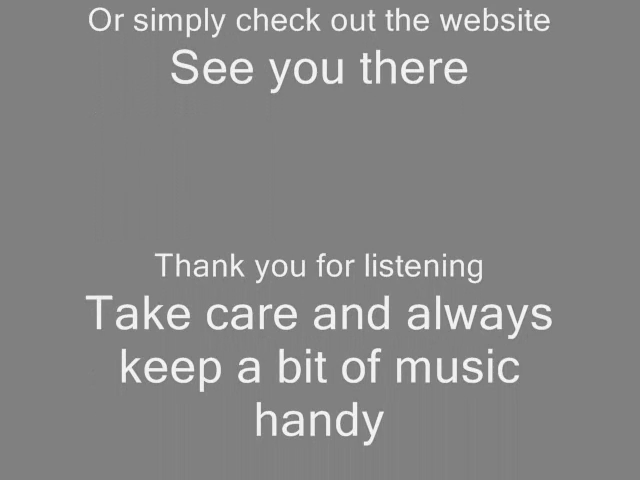 Or simply check out the website
See you there
Thank you for listening
Take care and always
keep a bit of music
handy